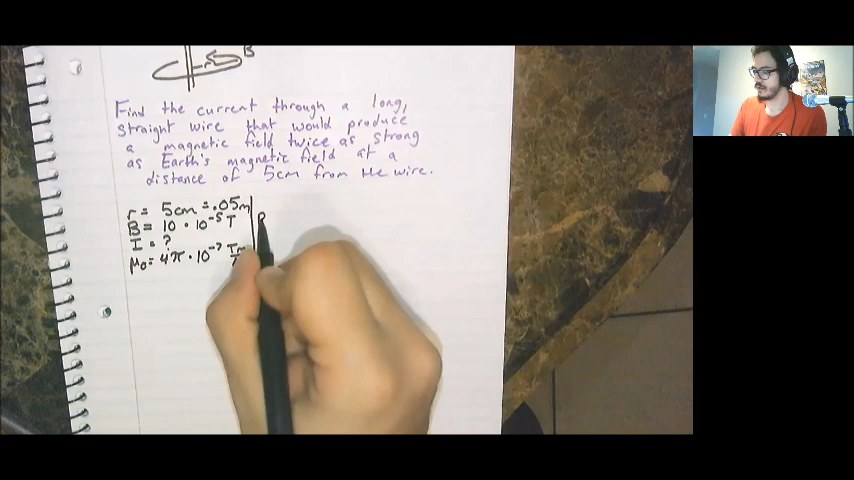 B
Find the current through a long,
straight wire that would produce
a magnetic field twice as strong
as Earth's magnetic field at a
distance of 5cm from the wire.
r = 5cm = .05m
B = 10 · 10⁻⁵ T
I = ?
μ₀ = 4π · 10⁻⁷ Tm